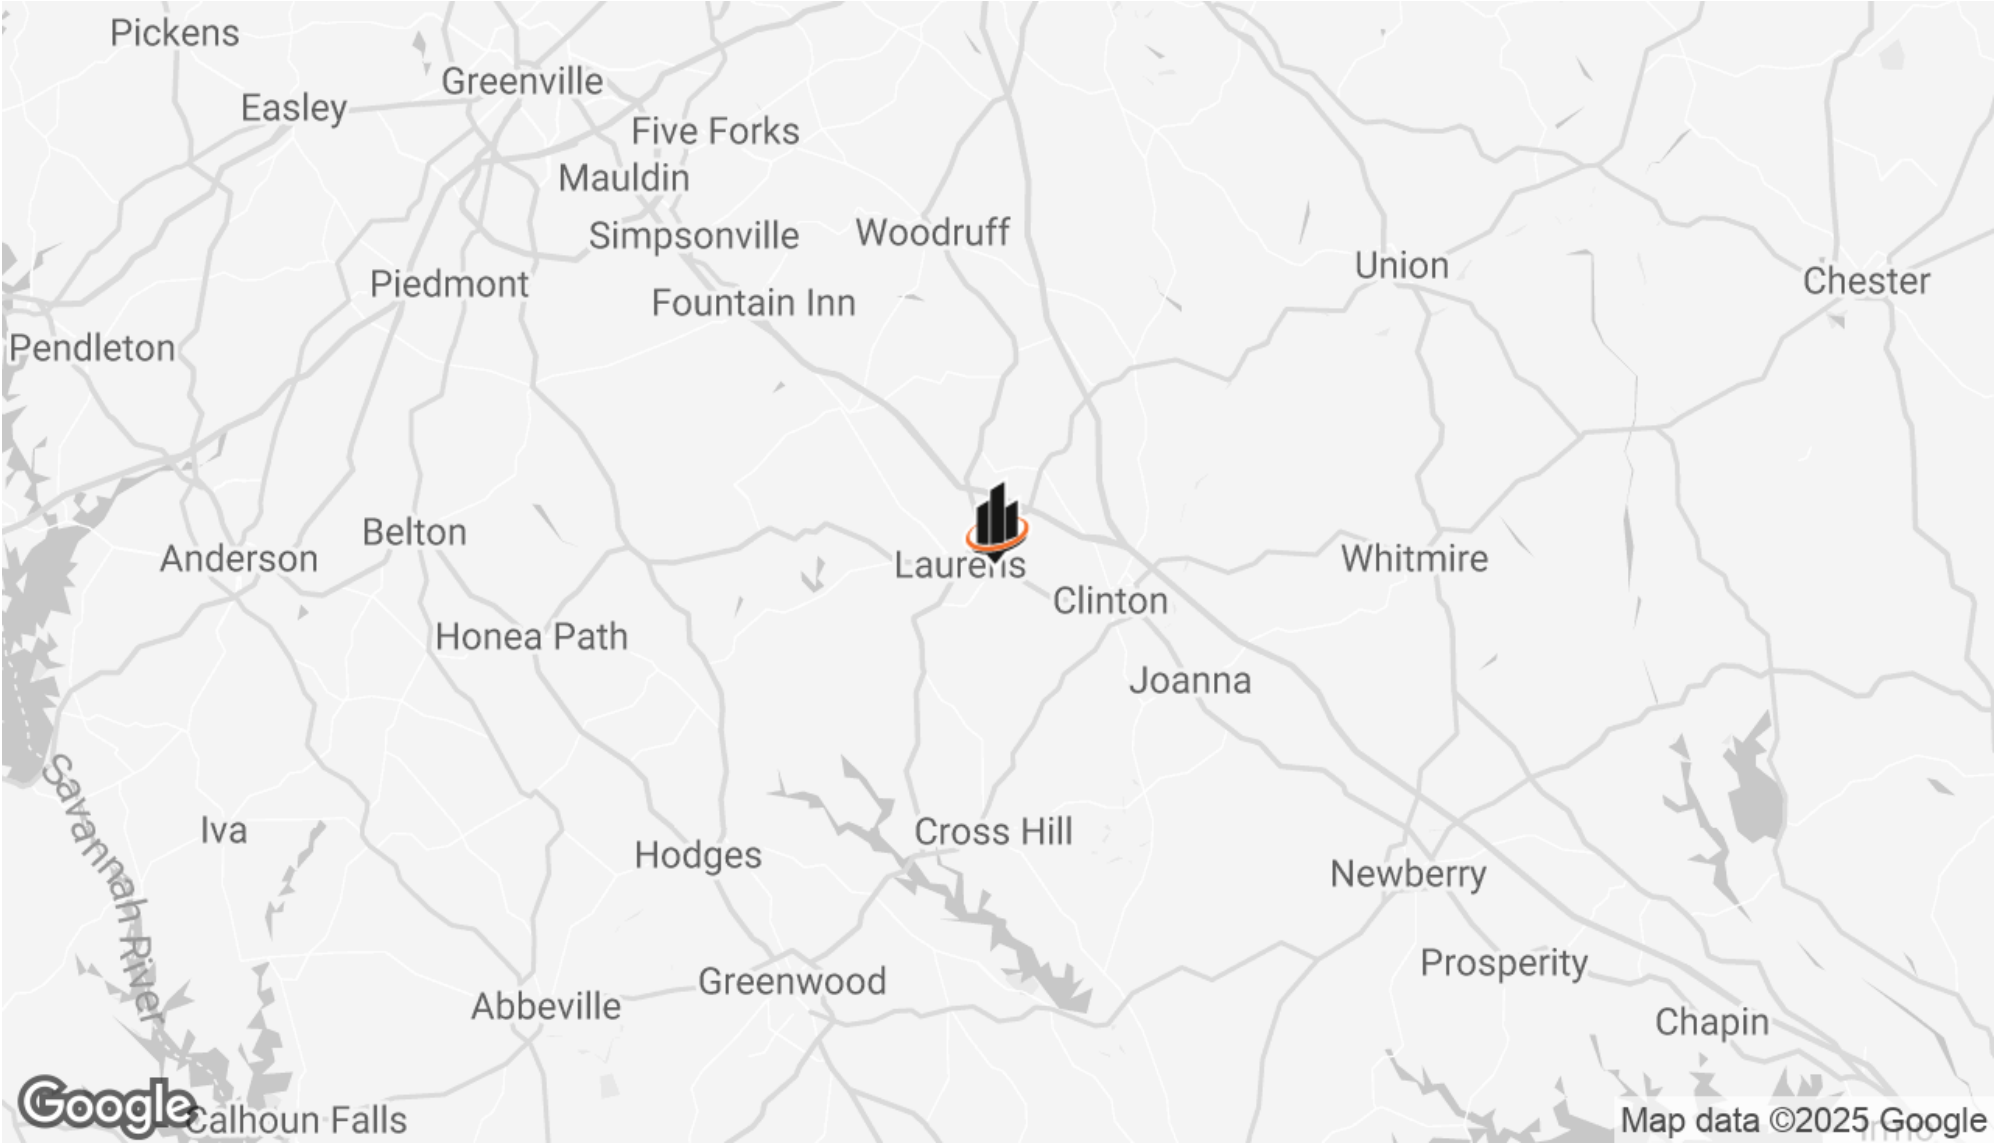 Pickens
Greenville
Easley
Five Forks
Mauldin
Simpsonville
Woodruff
Union
Chester
Piedmont
Fountain Inn
Pendleton
Belton
Anderson
Laurens
Whitmire
Clinton
Honea Path
Joanna
Savannah River
Iva
Cross Hill
Hodges
Newberry
Prosperity
Greenwood
Abbeville
Chapin
Google
Calhoun Falls
Map data ©2025 Google